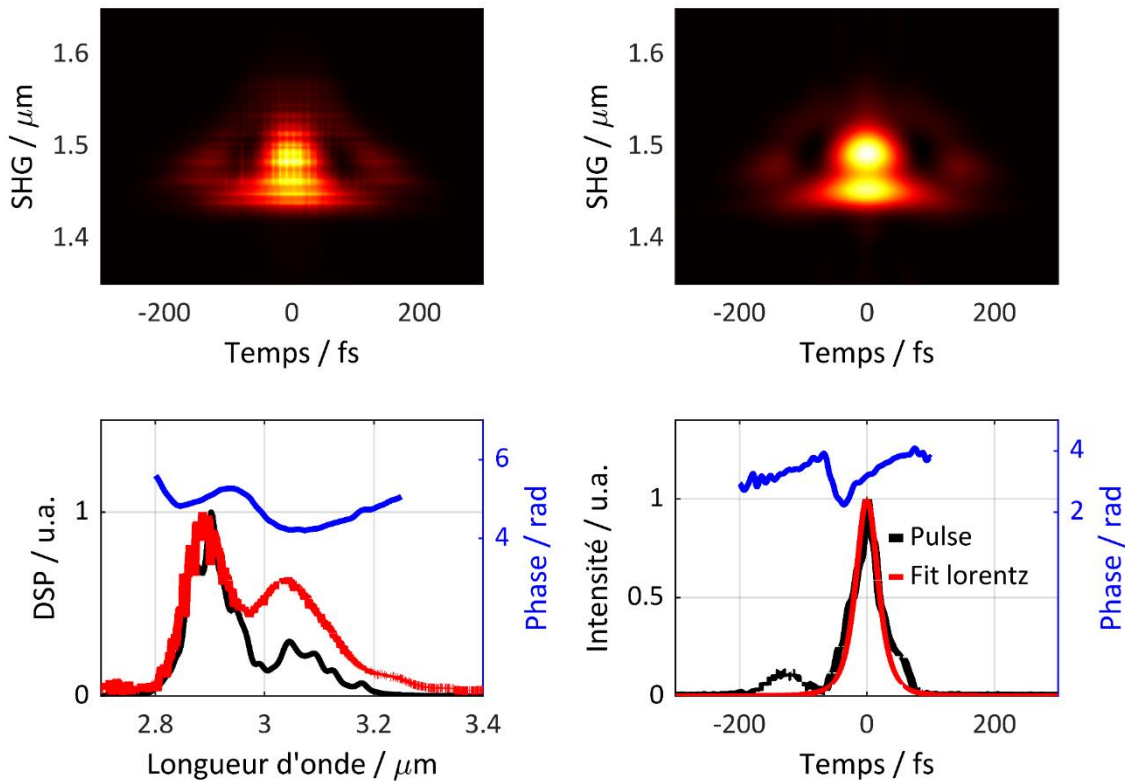 SHG / μm
1.6
1.5
1.4
-200 0 200
Temps / fs
SHG / μm
1.6
1.5
1.4
-200 0 200
Temps / fs
DSP / u.a.
1
0
2.8 3 3.2 3.4
Longueur d'onde / μm
6
4
Phase / rad
Intensité / u.a.
1
0.5
0
-200 0 200
Temps / fs
4
2
Phase / rad
Pulse
Fit lorentz